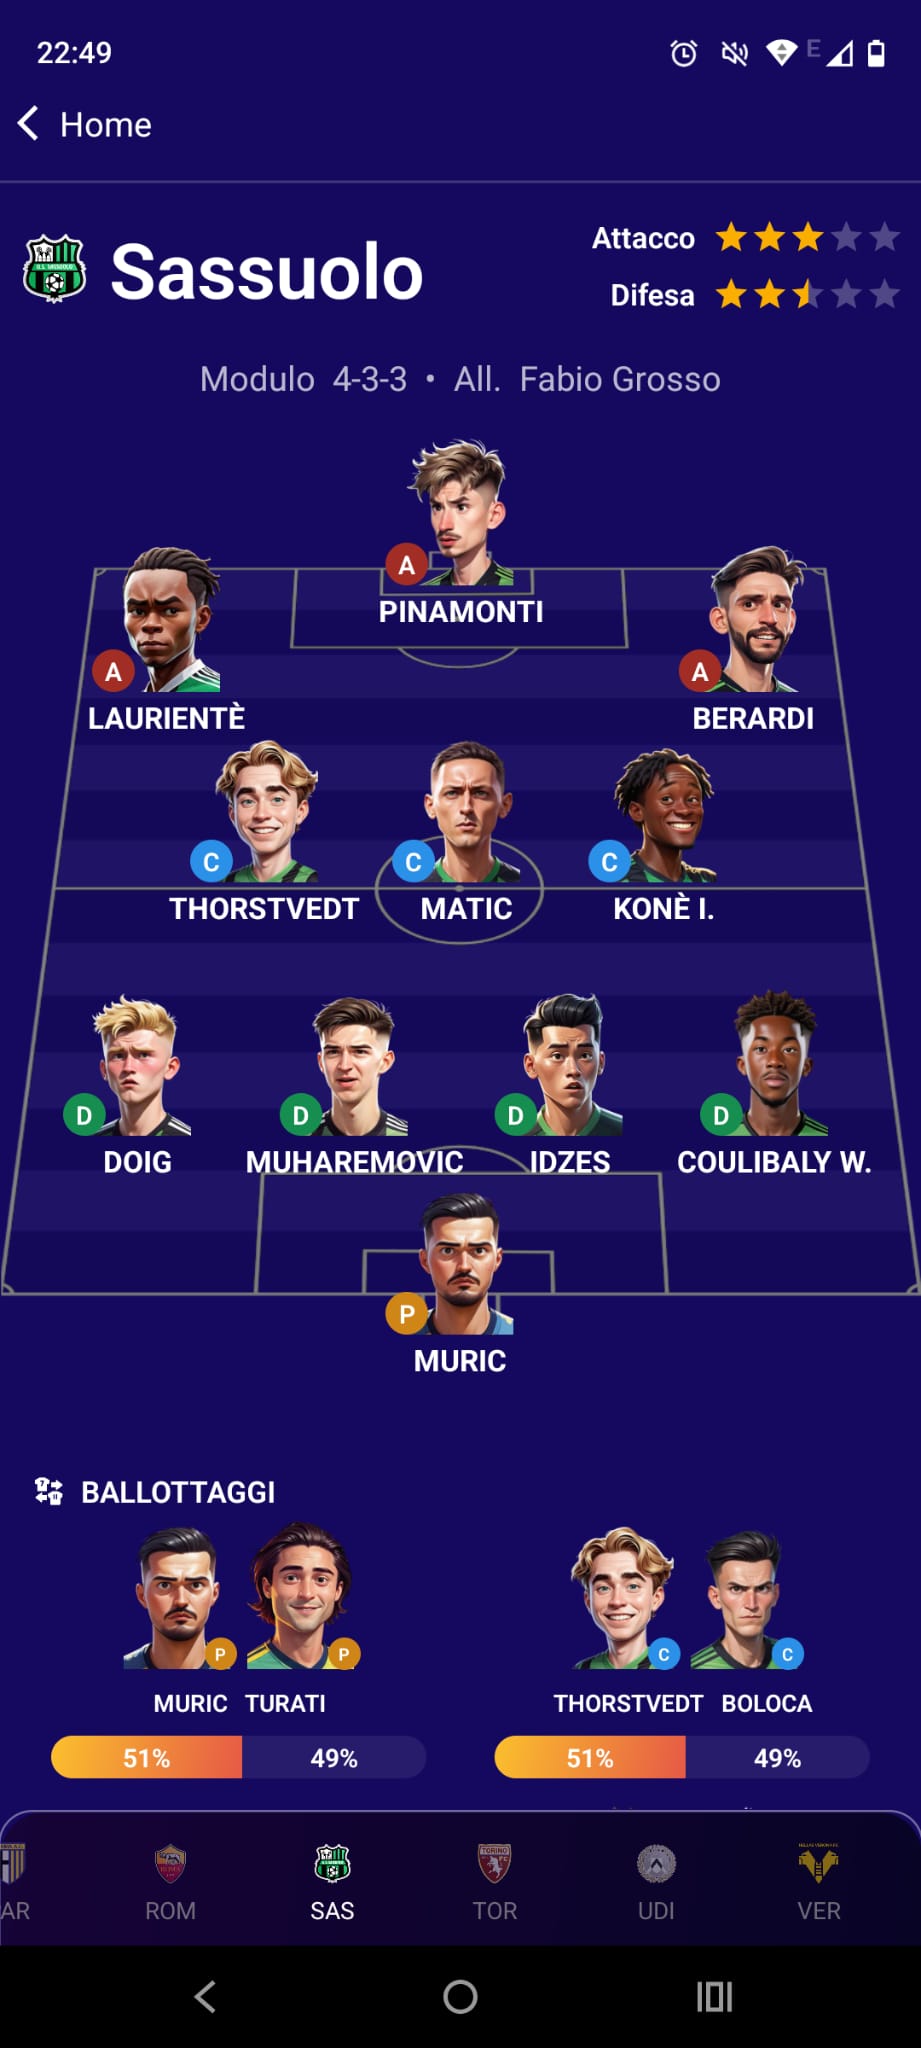 22:49
E
Home
Sassuolo
Attacco
Difesa
Modulo 4-3-3 • All. Fabio Grosso
A
PINAMONTI
A
A
LAURIENTÈ
BERARDI
C
C
C
THORSTVEDT
MATIC
KONÈ I.
D
D
D
D
DOIG
MUHAREMOVIC
IDZES
COULIBALY W.
P
MURIC
BALLOTTAGGI
P
P
C
C
MURIC
TURATI
THORSTVEDT
BOLOCA
51%
49%
51%
49%
AR
ROM
SAS
TOR
UDI
VER